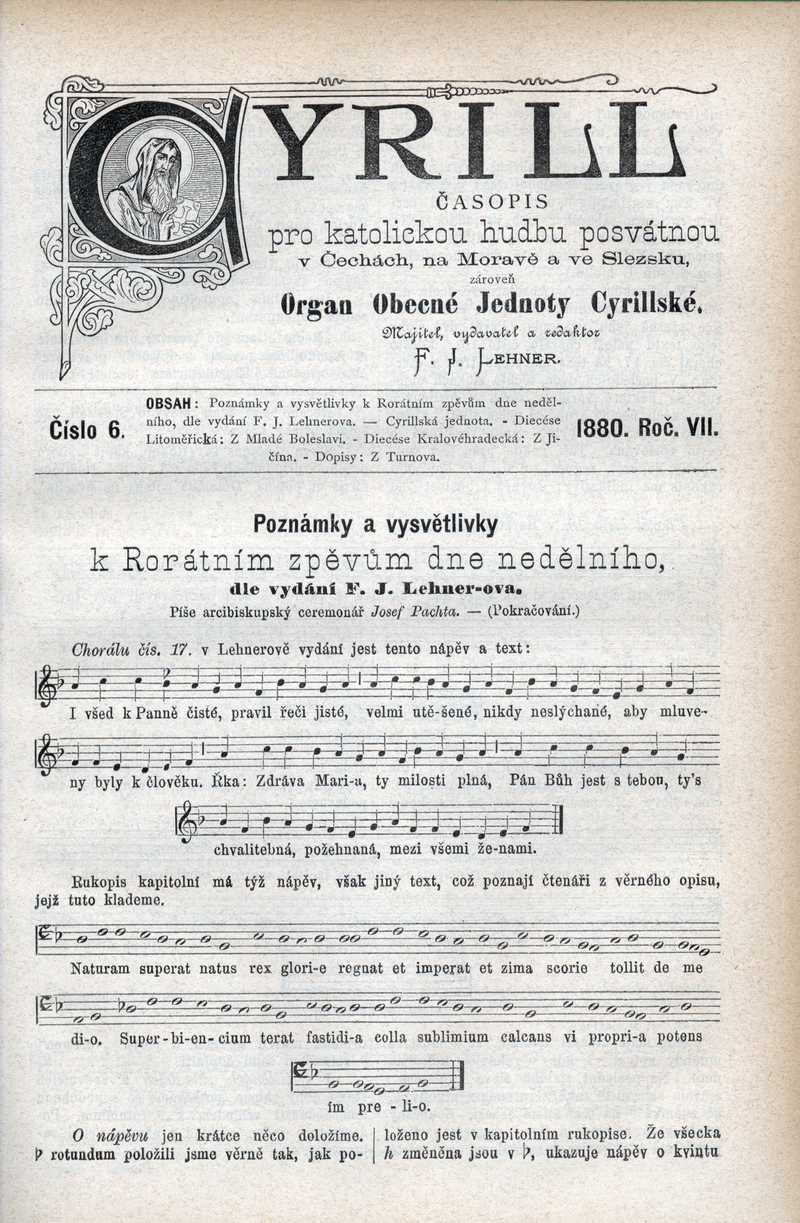 CYRILL
ČASOPIS
pro katolickou hudbu posvátnou
v Čechách, na Moravě a ve Slezsku,
zároveň
Organ Obecné Jednoty Cyrillské.
Majitel, vydavatel a redaktor
F. J. LEHNER.
Číslo 6.
OBSAH: Poznámky a vysvětlivky k Rorátním zpěvům dne neděl-
ního, dle vydání F. J. Lehnerova. — Cyrillská jednota. - Diecése
Litoměřická: Z Mladé Boleslavi. - Diecése Kralovéhradecká: Z Ji-
čína. - Dopisy: Z Turnova.
1880. Roč. VII.
Poznámky a vysvětlivky
k Rorátním zpěvům dne nedělního,
dle vydání F. J. Lehner-ova.
Píše arcibiskupský ceremonář Josef Pachta. — (Pokračování.)
Chorálu čís. 17. v Lehnerově vydání jest tento nápěv a text:
2
I všed k Panně čisté, pravil řeči jisté, velmi utě-šené, nikdy neslýchané, aby mluve-
ny byly k člověku. Řka: Zdráva Mari-a, ty milosti plná, Pán Bůh jest s tebou, ty's
chvalitebná, požehnaná, mezi všemi že-nami.
Rukopis kapitolní má týž nápěv, však jiný text, což poznají čtenáři z věrného opisu,
jejž tuto klademe.
Naturam superat natus rex glori-e regnat et imperat et zima scorie tollit de me
di-o. Super-bi-en-cium terat fastidi-a colla sublimium calcans vi propri-a potens
im pre - li-o.
O nápěvu jen krátce něco doložíme.
♭ rotundum položili jsme věrně tak, jak po-
loženo jest v kapitolním rukopise. Že všecka
h změněna jsou v ♭, ukazuje nápěv o kvintu